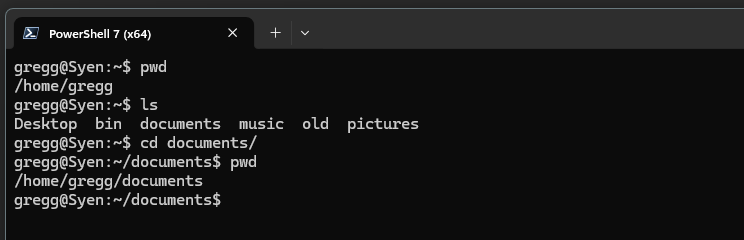 PowerShell 7 (x64)
gregg@Syen:~$ pwd
/home/gregg
gregg@Syen:~$ ls
Desktop  bin  documents  music  old  pictures
gregg@Syen:~$ cd documents/
gregg@Syen:~/documents$ pwd
/home/gregg/documents
gregg@Syen:~/documents$